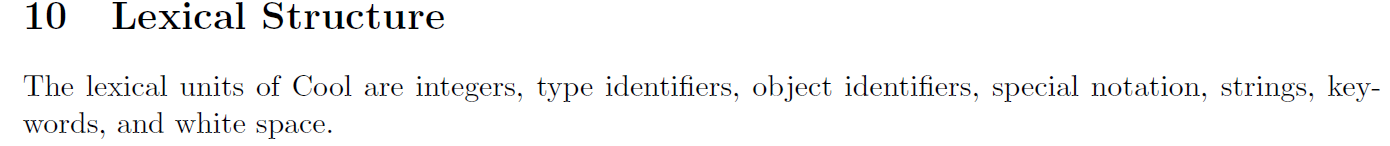 10 Lexical Structure
The lexical units of Cool are integers, type identifiers, object identifiers, special notation, strings, key-
words, and white space.